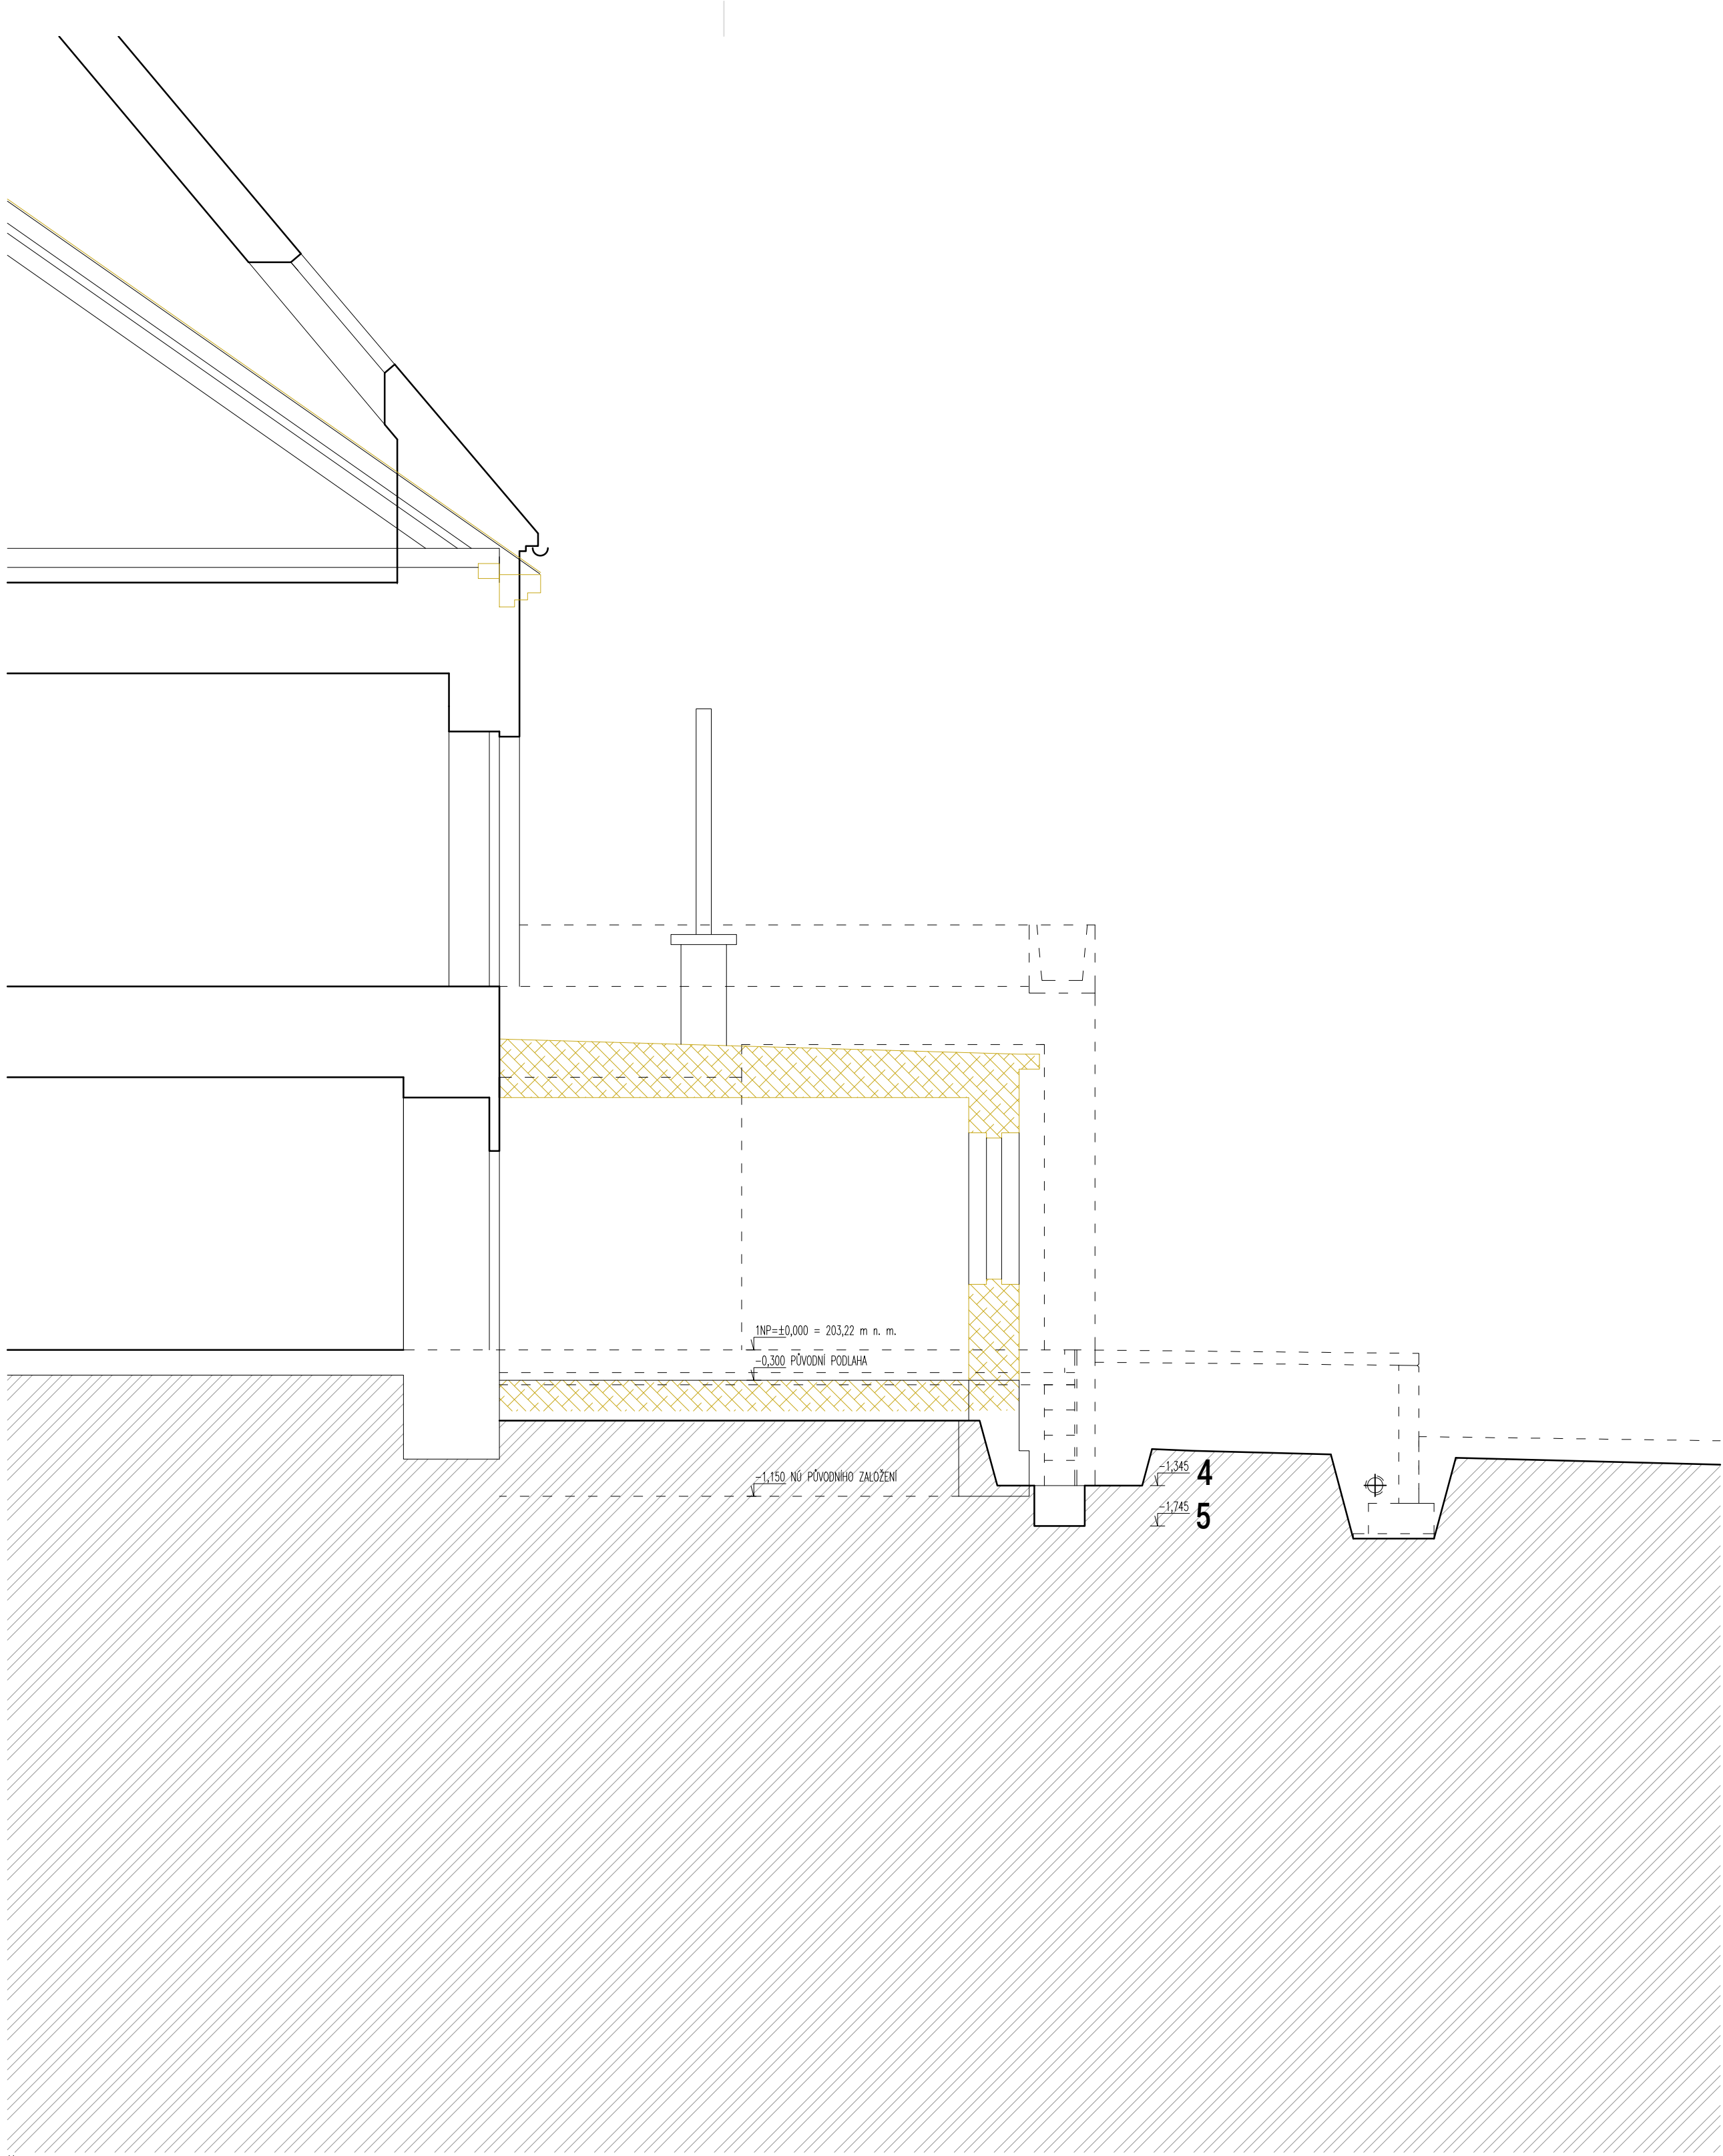 1NP=±0,000 = 203,22 m n. m.
-0,300 PŮVODNÍ PODLAHA
-1,150 NÚ PŮVODNÍHO ZALOŽENÍ
-1,345 4
-1,745 5